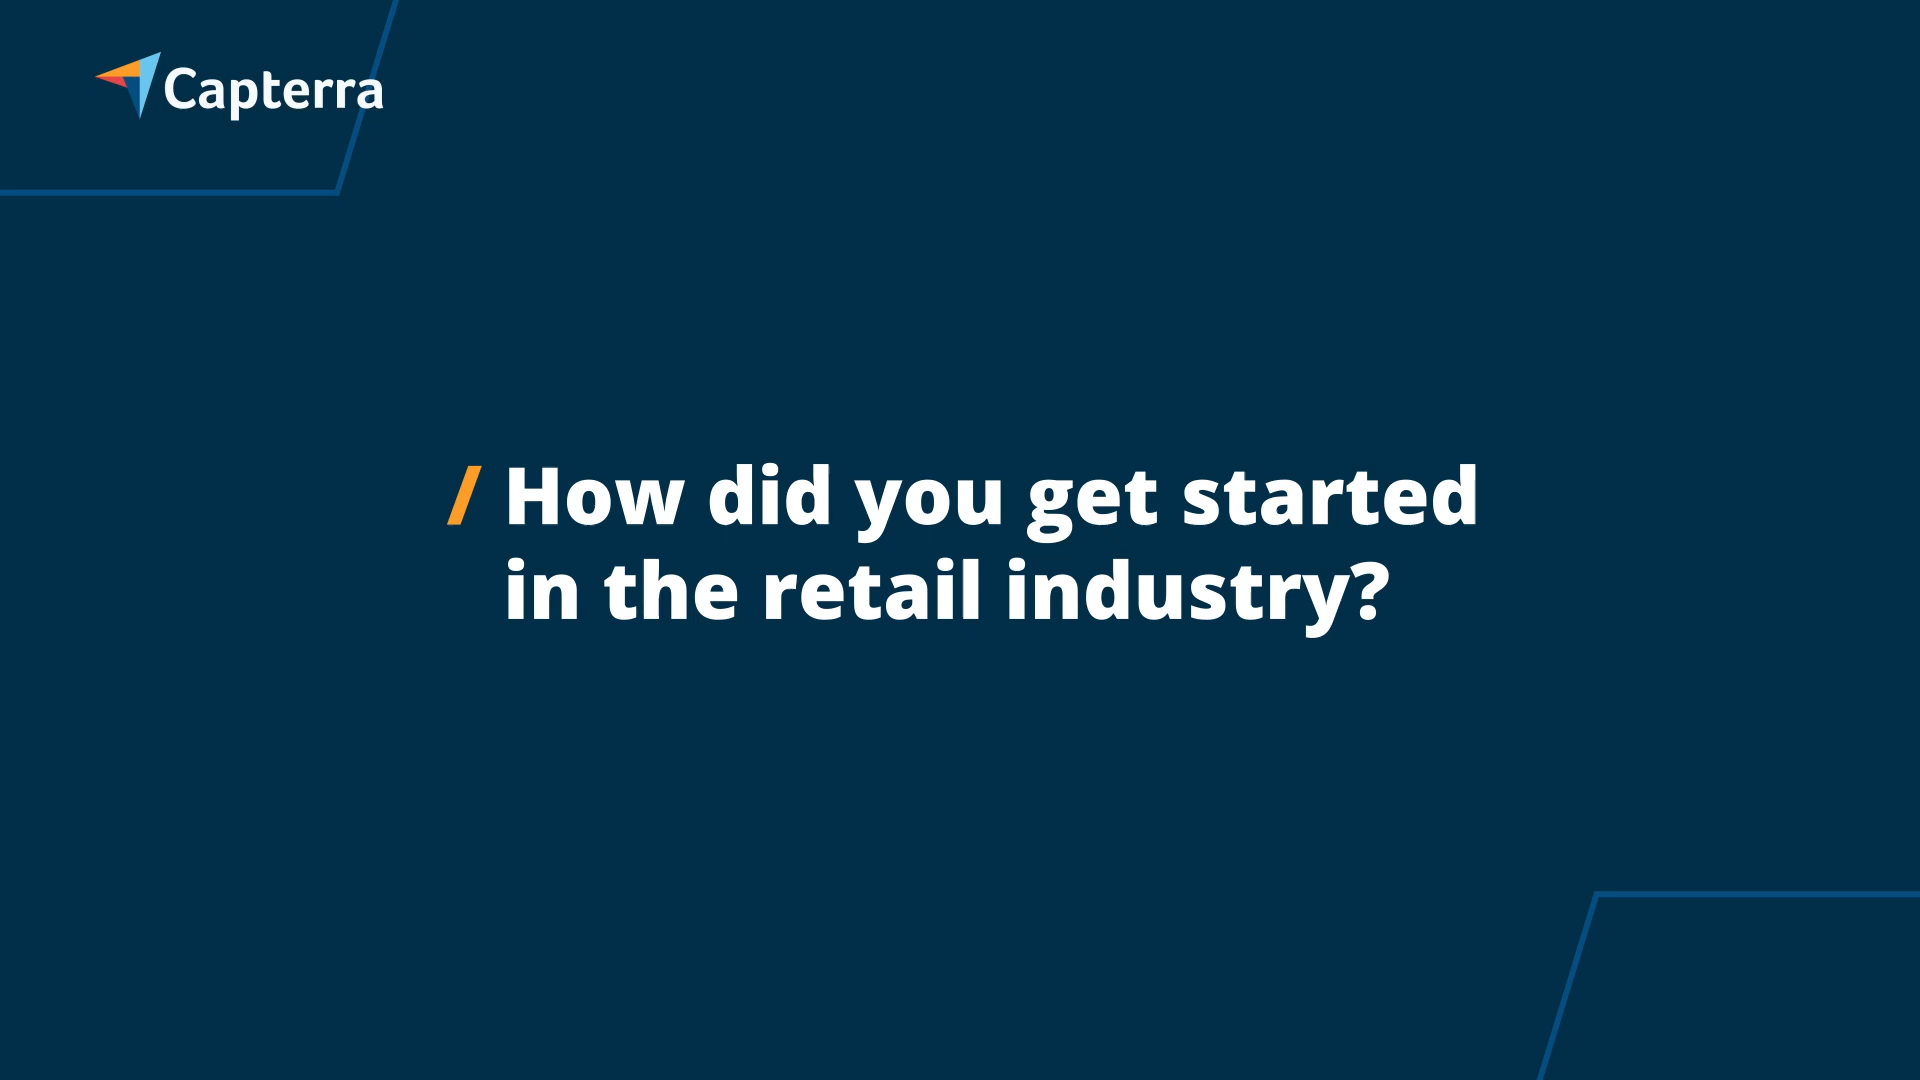 Capterra
/ How did you get started
in the retail industry?